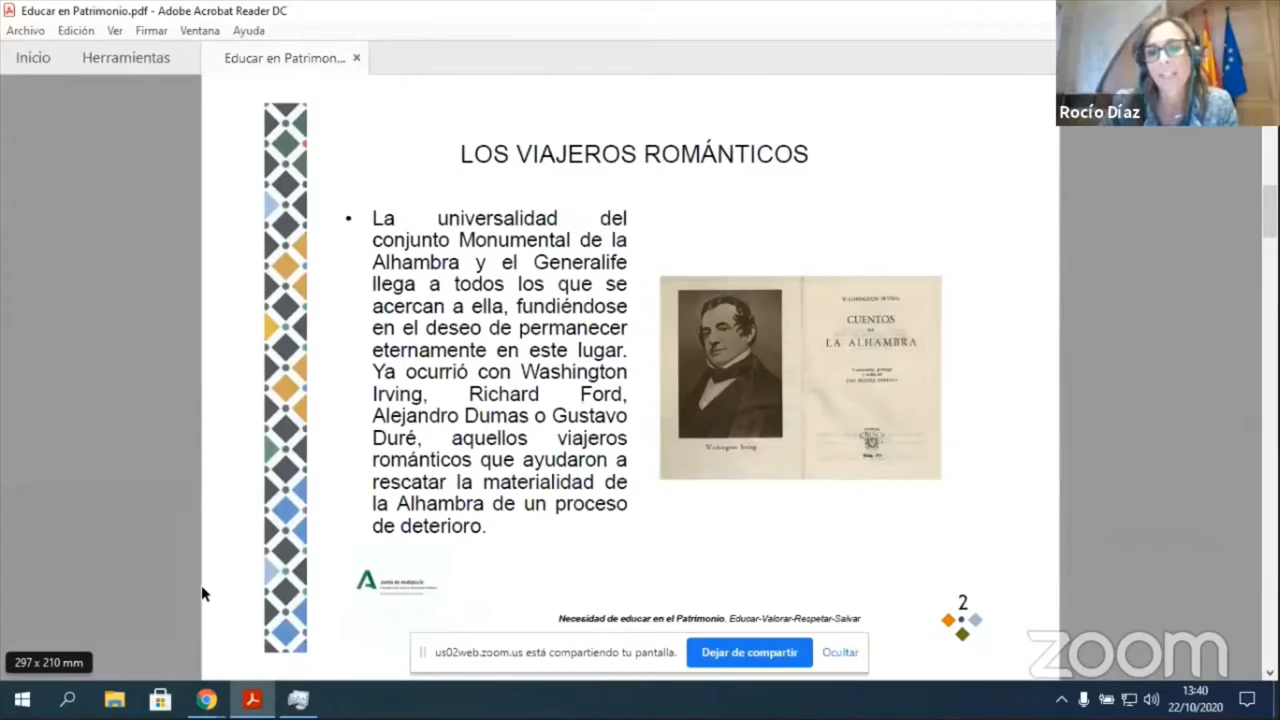 Educar en Patrimonio.pdf - Adobe Acrobat Reader DC
Archivo Edición Ver Firmar Ventana Ayuda
Inicio Herramientas Educar en Patrimon... ×
Rocío Díaz
LOS VIAJEROS ROMÁNTICOS
• La universalidad del
conjunto Monumental de la
Alhambra y el Generalife
llega a todos los que se
acercan a ella, fundiéndose
en el deseo de permanecer
eternamente en este lugar.
Ya ocurrió con Washington
Irving, Richard Ford,
Alejandro Dumas o Gustavo
Duré, aquellos viajeros
románticos que ayudaron a
rescatar la materialidad de
la Alhambra de un proceso
de deterioro.
Washington Irving
WASHINGTON IRVING
CUENTOS
DE
LA ALHAMBRA
JUNTA DE ANDALUCÍA
Necesidad de educar en el Patrimonio. Educar-Valorar-Respetar-Salvar
2
us02web.zoom.us está compartiendo tu pantalla. Dejar de compartir Ocultar
297 x 210 mm
zoom
13:40
22/10/2020